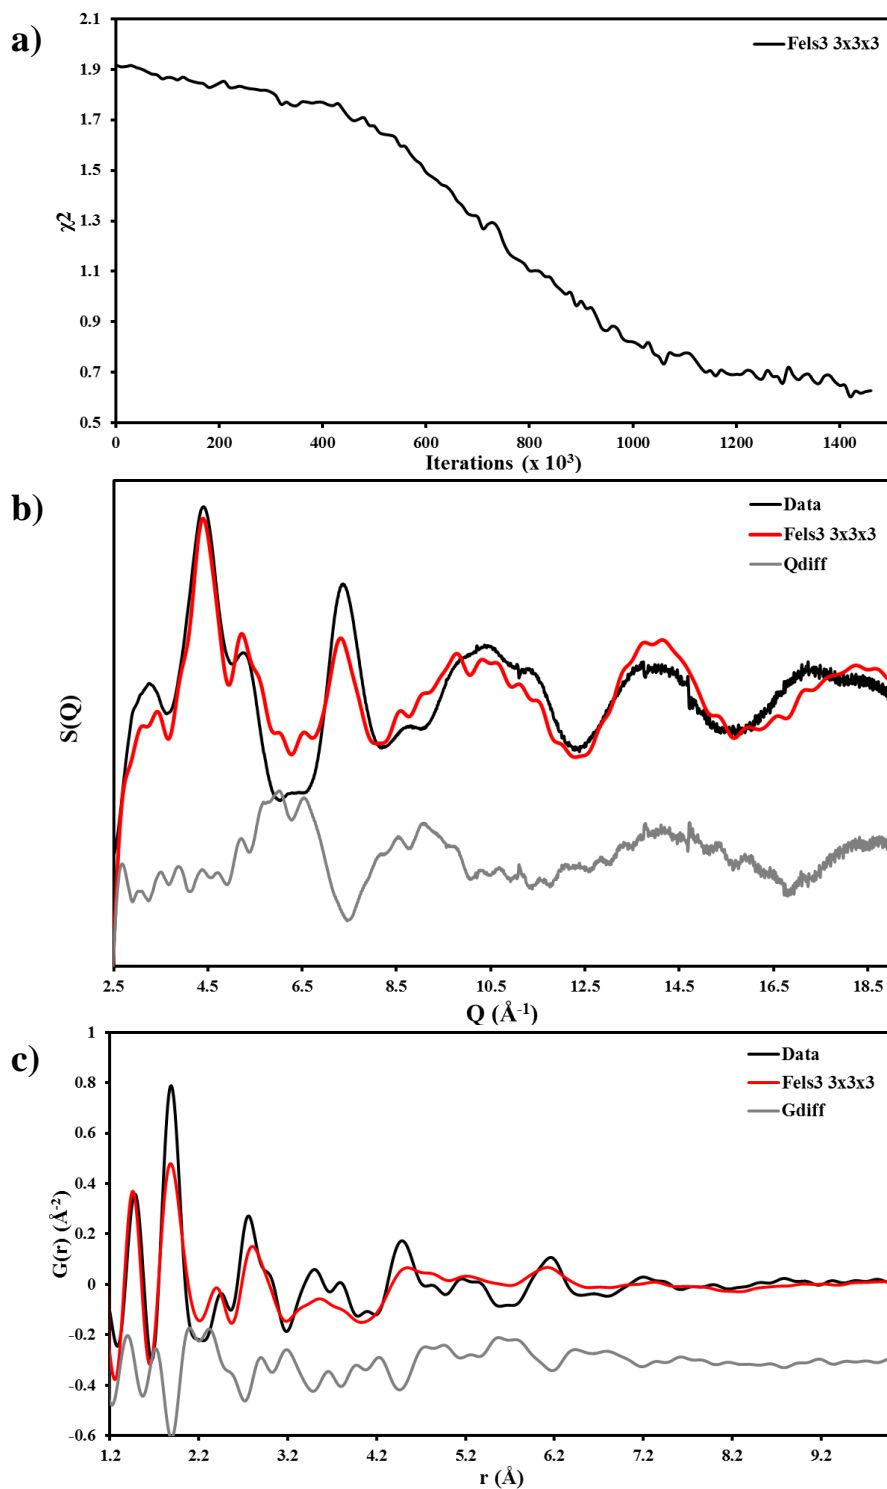 a)
2.1
1.9
1.7
1.5
1.3
1.1
0.9
0.7
0.5
χ2
Fels3 3x3x3
0 200 400 600 800 1000 1200 1400
Iterations (x 10³)
b)
S(Q)
Data
Fels3 3x3x3
Qdiff
2.5 4.5 6.5 8.5 10.5 12.5 14.5 16.5 18.5
Q (Å⁻¹)
c)
1
0.8
0.6
0.4
0.2
0
-0.2
-0.4
-0.6
G(r) (Å⁻²)
Data
Fels3 3x3x3
Gdiff
1.2 2.2 3.2 4.2 5.2 6.2 7.2 8.2 9.2
r (Å)